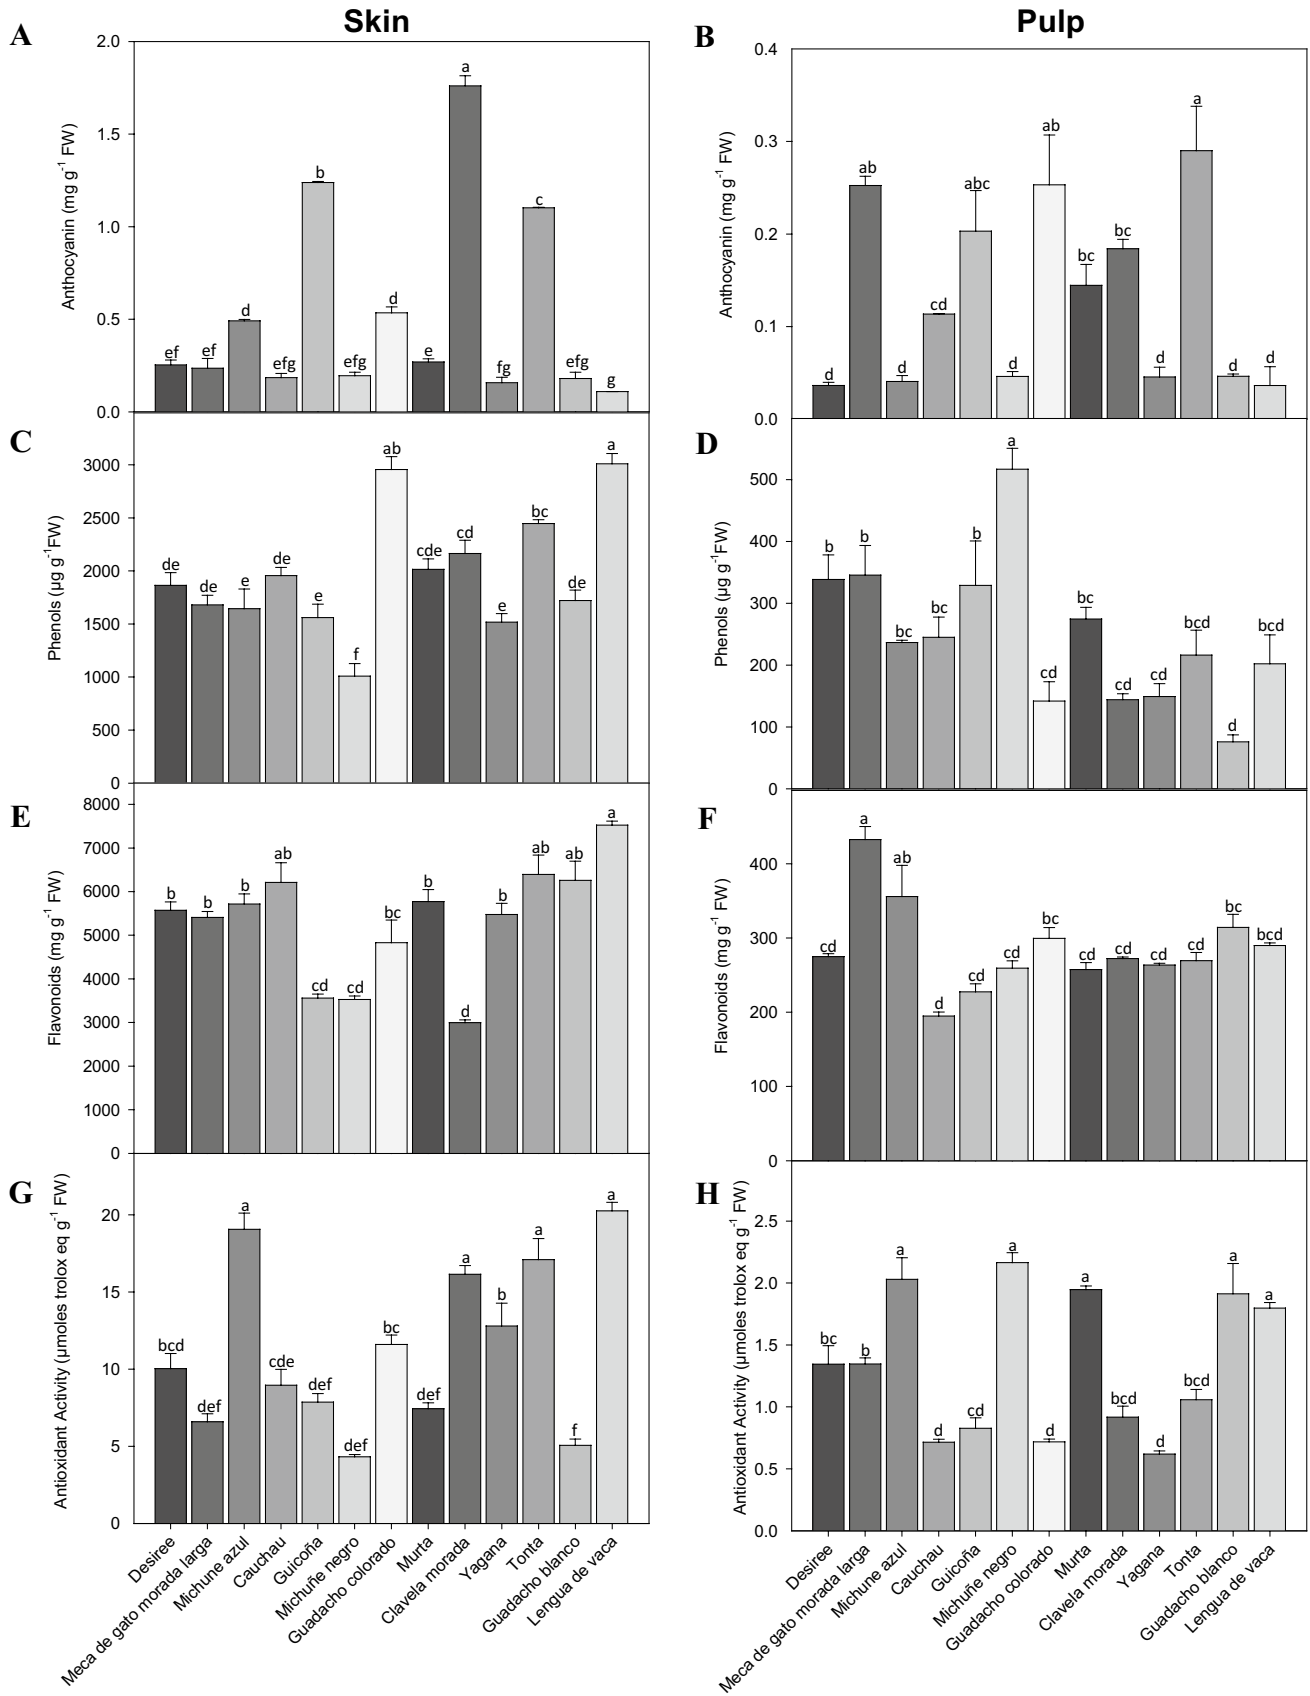 Skin
Pulp
A
Anthocyanin (mg g-1 FW)
2.0
1.5
1.0
0.5
0.0
ef
ef
d
efg
b
efg
d
e
a
fg
c
efg
g
B
Anthocyanin (mg g-1 FW)
0.4
0.3
0.2
0.1
0.0
d
ab
d
cd
abc
d
ab
bc
bc
d
a
d
d
C
Phenols (µg g-1FW)
3000
2500
2000
1500
1000
500
0
de
de
e
de
e
f
ab
cde
cd
e
bc
de
a
D
Phenols (µg g-1FW)
500
400
300
200
100
0
b
b
bc
bc
b
a
cd
bc
cd
cd
bcd
d
bcd
E
Flavonoids (mg g-1 FW)
8000
7000
6000
5000
4000
3000
2000
1000
0
b
b
b
ab
cd
cd
bc
b
d
b
ab
ab
a
F
Flavonoids (mg g-1 FW)
400
300
200
100
0
cd
a
ab
d
cd
cd
bc
cd
cd
cd
cd
bc
bcd
G
Antioxidant Activity (µmoles trolox eq g-1 FW)
20
15
10
5
0
bcd
def
a
cde
def
def
bc
def
a
b
a
f
a
Desiree
Meca de gato morada larga
Michune azul
Cauchau
Guicoña
Michuñe negro
Guadacho colorado
Murta
Clavela morada
Yagana
Tonta
Guadacho blanco
Lengua de vaca
H
Antioxidant Activity (µmoles trolox eq g-1 FW)
2.5
2.0
1.5
1.0
0.5
0.0
bc
b
a
d
cd
a
d
a
bcd
d
bcd
a
a
Desiree
Meca de gato morada larga
Michune azul
Cauchau
Guicoña
Michuñe negro
Guadacho colorado
Murta
Clavela morada
Yagana
Tonta
Guadacho blanco
Lengua de vaca